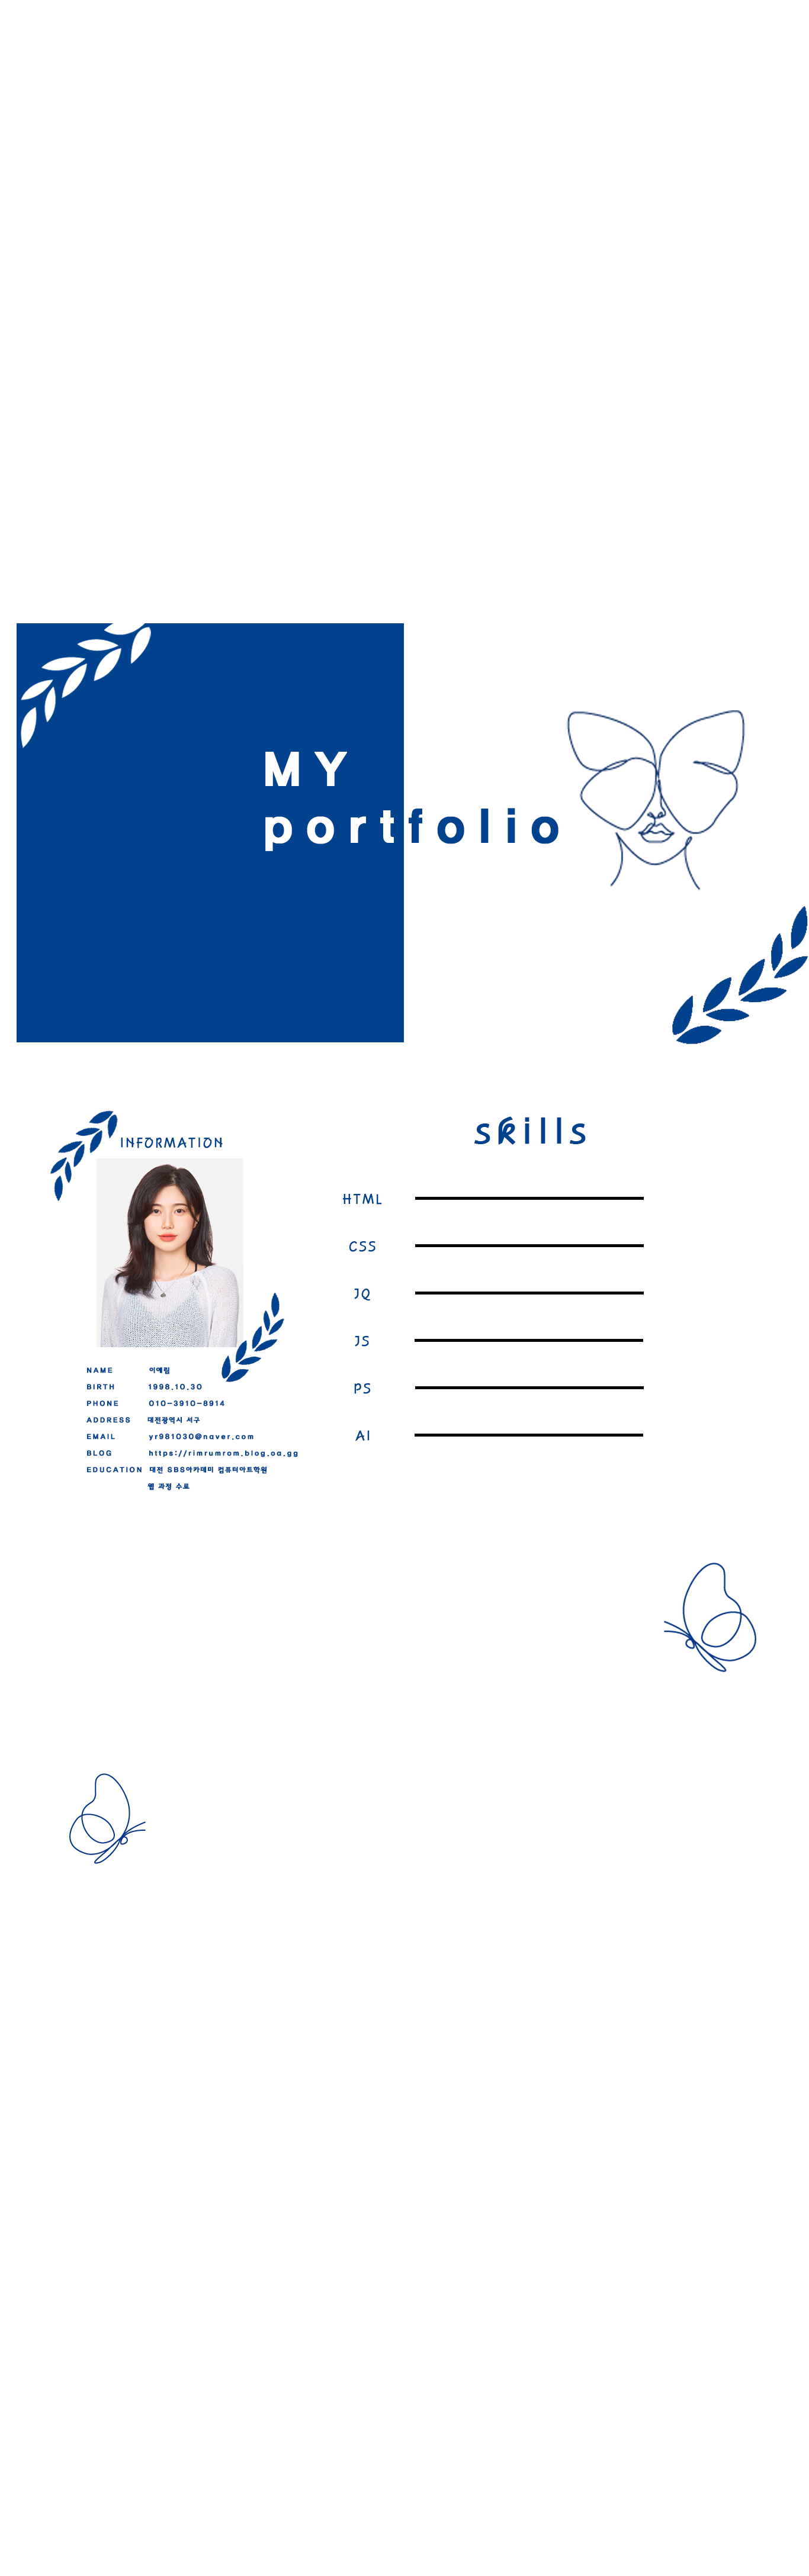 MY
portfolio
INFORMATION
NAME 이예림
BIRTH 1998.10.30
PHONE 010-3910-8914
ADDRESS 대전광역시 서구
EMAIL yr981030@naver.com
BLOG https://rimrumrom.blog.oa.gg
EDUCATION 대전 SBS아카데미 컴퓨터아트학원
웹 과정 수료
skills
HTML
CSS
JQ
JS
PS
AI